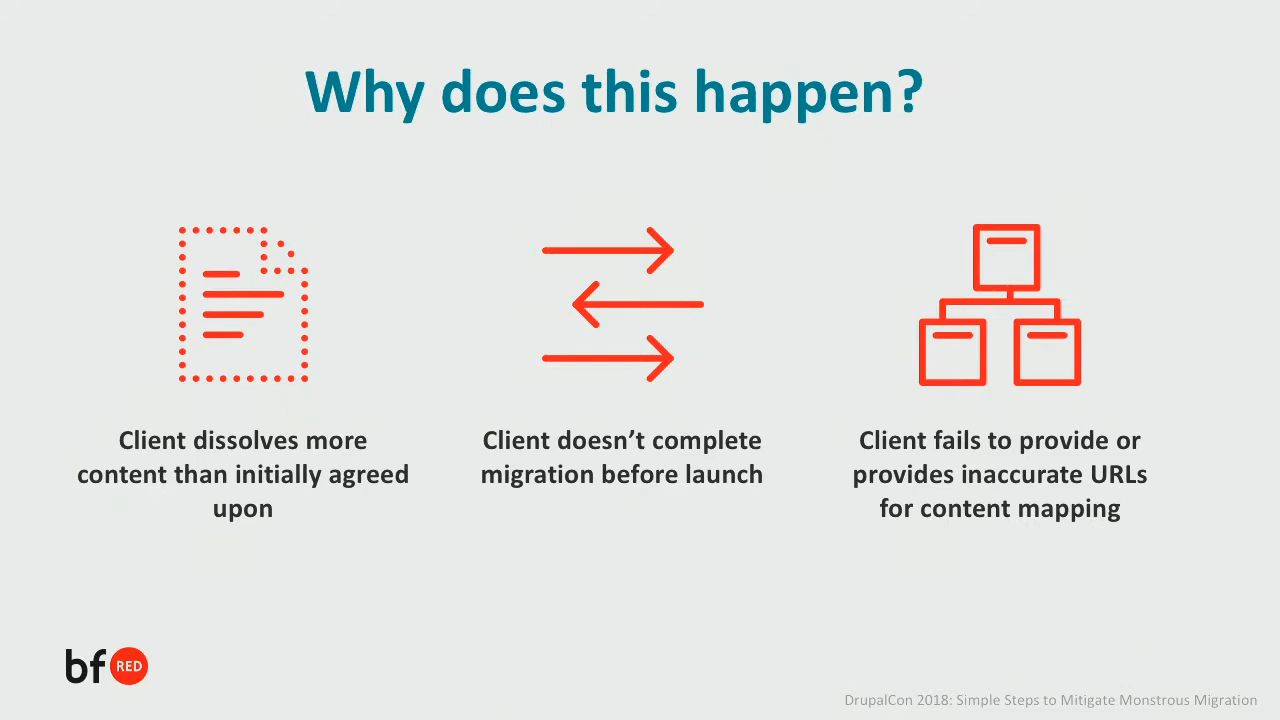 Why does this happen?
Client dissolves more
content than initially agreed
upon
Client doesn’t complete
migration before launch
Client fails to provide or
provides inaccurate URLs
for content mapping
bf RED
DrupalCon 2018: Simple Steps to Mitigate Monstrous Migration